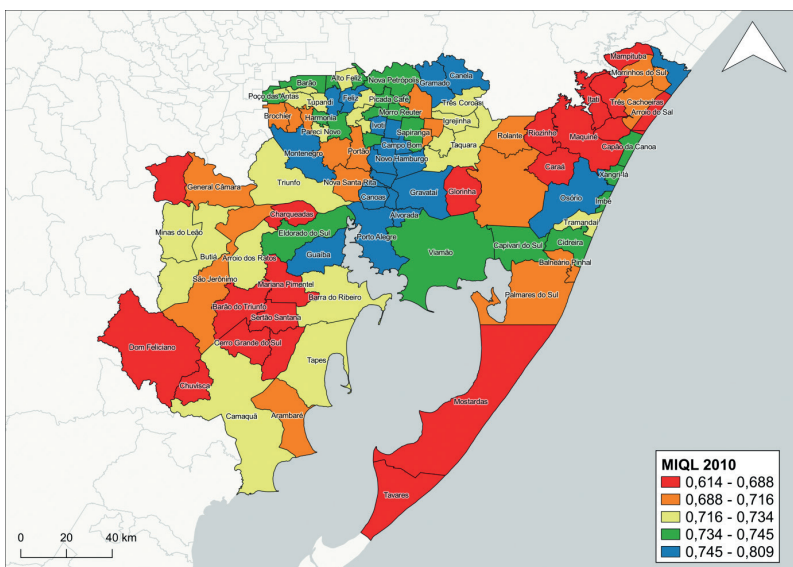 Mampituba
Morrinhos do Sul
Itati
Três Cachoeiras
Arroio do Sal
Barão
Alto Feliz
Nova Petrópolis
Gramado
Canela
Poço das Antas
Tupandi
Feliz
Picada Café
Três Coroas
Brochier
Harmonia
Morro Reuter
Pareci Novo
Ivoti
Sapiranga
Igrejinha
Rolante
Riozinho
Maquiné
Montenegro
Portão
Campo Bom
Taquara
Capão da Canoa
Novo Hamburgo
Caraá
Xangri-lá
General Câmara
Triunfo
Nova Santa Rita
Canoas
Gravataí
Glorinha
Osório
Imbé
Charqueadas
Alvorada
Tramandaí
Minas do Leão
Eldorado do Sul
Porto Alegre
Butiá
Arroio dos Ratos
Guaíba
Viamão
Capivari do Sul
Cidreira
Balneário Pinhal
São Jerônimo
Mariana Pimentel
Barra do Ribeiro
Palmares do Sul
Barão do Triunfo
Sertão Santana
Dom Feliciano
Cerro Grande do Sul
Tapes
Chuvisca
Mostardas
Camaquã
Arambaré
Tavares
MIQL 2010
0,614 - 0,688
0,688 - 0,716
0,716 - 0,734
0,734 - 0,745
0,745 - 0,809
0 20 40 km